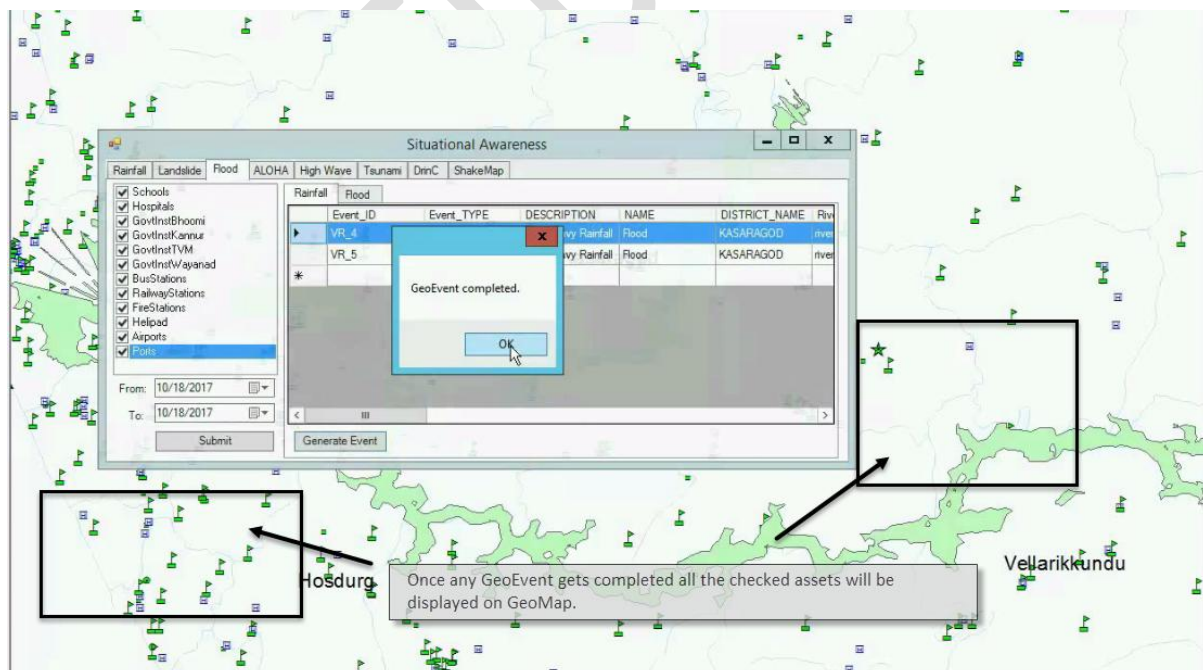 Situational Awareness
Rainfall Landslide Flood ALOHA High Wave Tsunami DrinC ShakeMap
Schools
Hospitals
GovtInstBhoomi
GovtInstKannur
GovtInstTVM
GovtInstWayanad
BusStations
RailwayStations
FireStations
Helipad
Airports
Ports
From: 10/18/2017
To: 10/18/2017
Submit
Rainfall Flood
Event_ID Event_TYPE DESCRIPTION NAME DISTRICT_NAME
VR_4 Rainfall Flood KASARAGOD
VR_5 Rainfall Flood KASARAGOD
GeoEvent completed.
OK
Generate Event
Hosdurg
Vellarikkundu
Once any GeoEvent gets completed all the checked assets will be
displayed on GeoMap.